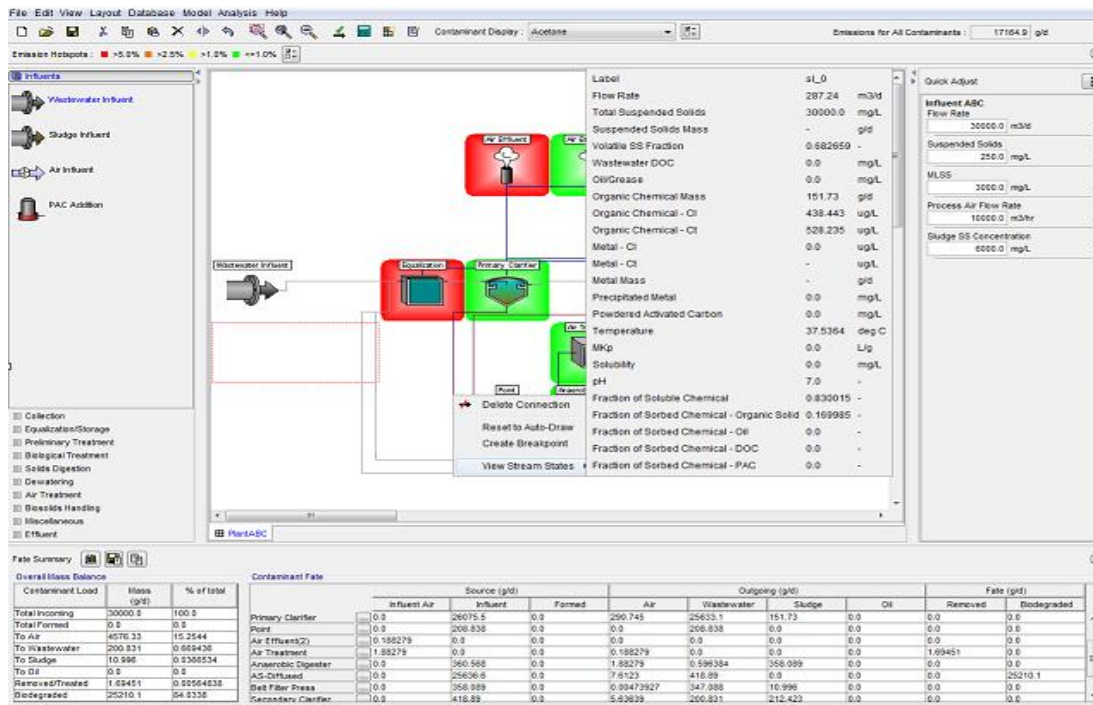 File Edit View Layout Database Model Analysis Help
Contaminant Display : Acetone
Emissions for All Contaminants : 17164.9 g/d
Emission Hotspots : >5.0% >2.5% >1.0% <=1.0%
Influents
Wastewater Influent
Sludge Influent
Air Influent
PAC Addition
Collection
Equalization/Storage
Preliminary Treatment
Biological Treatment
Solids Digestion
Dewatering
Air Treatment
Biosolids Handling
Miscellaneous
Effluent
Air Effluent
Wastewater Influent
Equalization
Primary Clarifier
Point
Delete Connection
Reset to Auto-Draw
Create Breakpoint
View Stream States
PlantABC
Label sl_0
Flow Rate 287.24 m3/d
Total Suspended Solids 30000.0 mg/L
Suspended Solids Mass - g/d
Volatile SS Fraction 0.682659 -
Wastewater DOC 0.0 mg/L
Oil/Grease 0.0 mg/L
Organic Chemical Mass 151.73 g/d
Organic Chemical - Cl 438.443 ug/L
Organic Chemical - Ct 528.235 ug/L
Metal - Cl 0.0 ug/L
Metal - Ct - ug/L
Metal Mass - g/d
Precipitated Metal 0.0 mg/L
Powdered Activated Carbon 0.0 mg/L
Temperature 37.5364 deg C
MKp 0.0 L/g
Solubility 0.0 mg/L
pH 7.0 -
Fraction of Soluble Chemical 0.830015 -
Fraction of Sorbed Chemical - Organic Solid 0.169985 -
Fraction of Sorbed Chemical - Oil 0.0 -
Fraction of Sorbed Chemical - DOC 0.0 -
Fraction of Sorbed Chemical - PAC 0.0 -
Quick Adjust
Influent ABC
Flow Rate
30000.0 m3/d
Suspended Solids
250.0 mg/L
MLSS
3000.0 mg/L
Process Air Flow Rate
10000.0 m3/hr
Sludge SS Concentration
6000.0 mg/L
Fate Summary
Overall Mass Balance
Contaminant Load Mass (g/d) % of total
Total Incoming 30000.0 100.0
Total Formed 0.0 0.0
To Air 4576.33 15.2544
To Wastewater 200.831 0.669436
To Sludge 10.996 0.0366534
To Oil 0.0 0.0
Removed/Treated 1.69451 0.00564838
Biodegraded 25210.1 84.0338
Contaminant Fate
Source (g/d) Outgoing (g/d) Fate (g/d)
Influent Air Influent Formed Air Wastewater Sludge Oil Removed Biodegraded
Primary Clarifier ... 0.0 26075.5 0.0 290.745 25633.1 151.73 0.0 0.0 0.0
Point ... 0.0 208.838 0.0 0.0 208.838 0.0 0.0 0.0 0.0
Air Effluent(2) ... 0.188279 0.0 0.0 0.0 0.0 0.0 0.0 0.0 0.0
Air Treatment ... 1.88279 0.0 0.0 0.188279 0.0 0.0 0.0 1.69451 0.0
Anaerobic Digester ... 0.0 360.568 0.0 1.88279 0.596384 358.089 0.0 0.0 0.0
AS-Diffused ... 0.0 25636.6 0.0 7.6123 418.89 0.0 0.0 0.0 25210.1
Belt Filter Press ... 0.0 358.089 0.0 0.00473927 347.088 10.996 0.0 0.0 0.0
Secondary Clarifier ... 0.0 418.89 0.0 5.63639 200.831 212.423 0.0 0.0 0.0